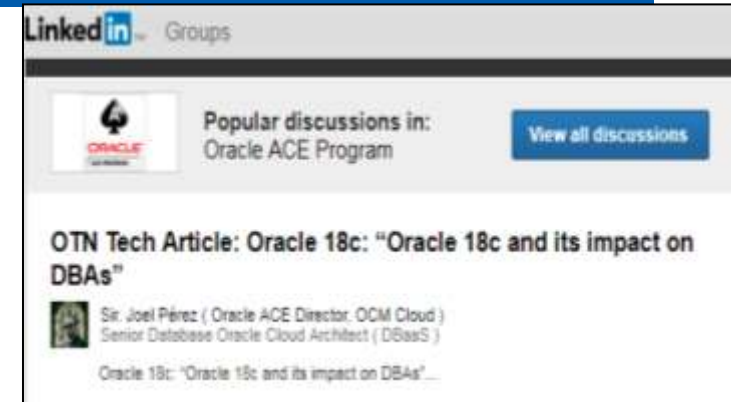 Linked in Groups
Popular discussions in:
Oracle ACE Program
View all discussions
ORACLE
OTN Tech Article: Oracle 18c: “Oracle 18c and its impact on
DBAs”
Sir. Joel Pérez ( Oracle ACE Director, OCM Cloud )
Senior Database Oracle Cloud Architect ( DBaaS )
Oracle 18c: “Oracle 18c and its impact on DBAs”...